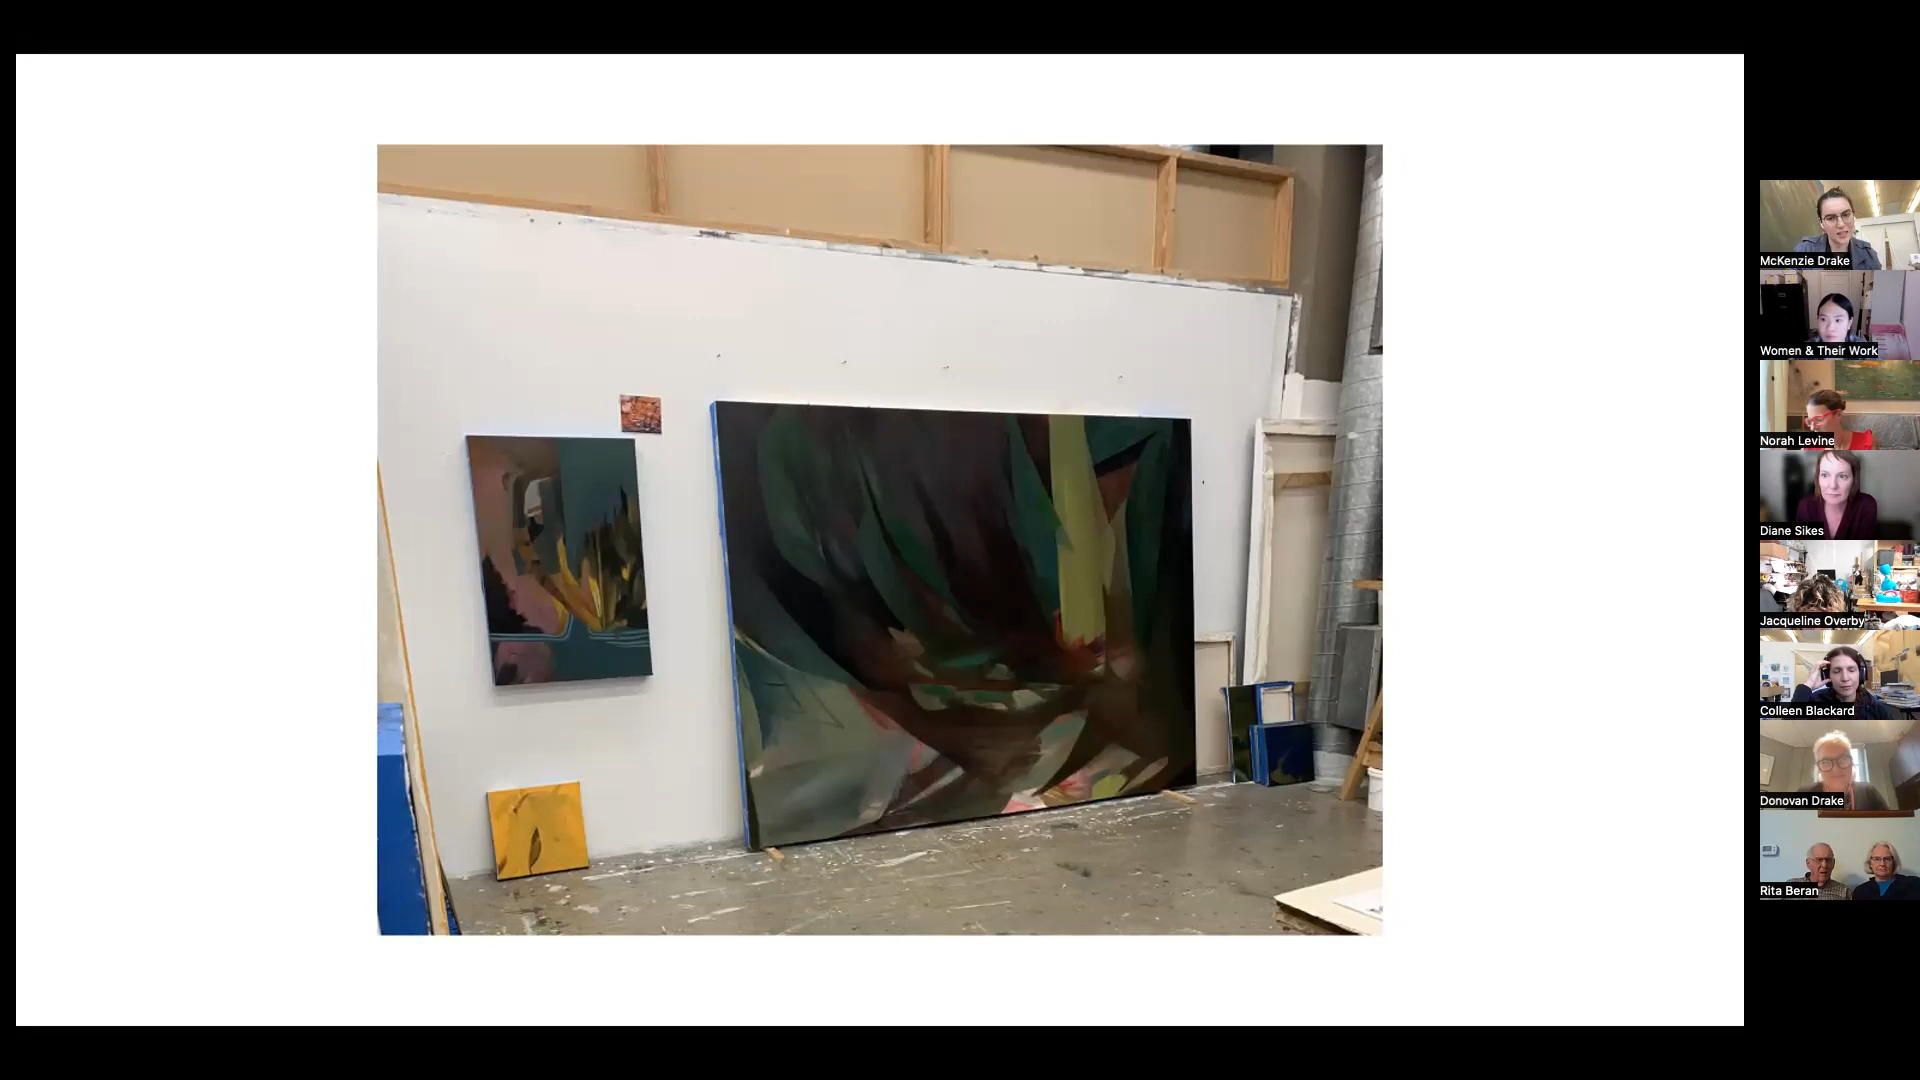 McKenzie Drake
Women & Their Work
Norah Levine
Diane Sikes
Jacqueline Overby
Colleen Blackard
Donovan Drake
Rita Beran